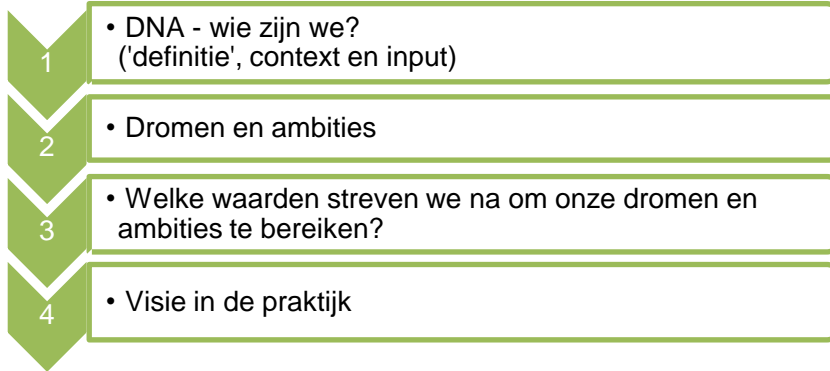 1
• DNA - wie zijn we?
('definitie', context en input)
2
• Dromen en ambities
3
• Welke waarden streven we na om onze dromen en
ambities te bereiken?
4
• Visie in de praktijk